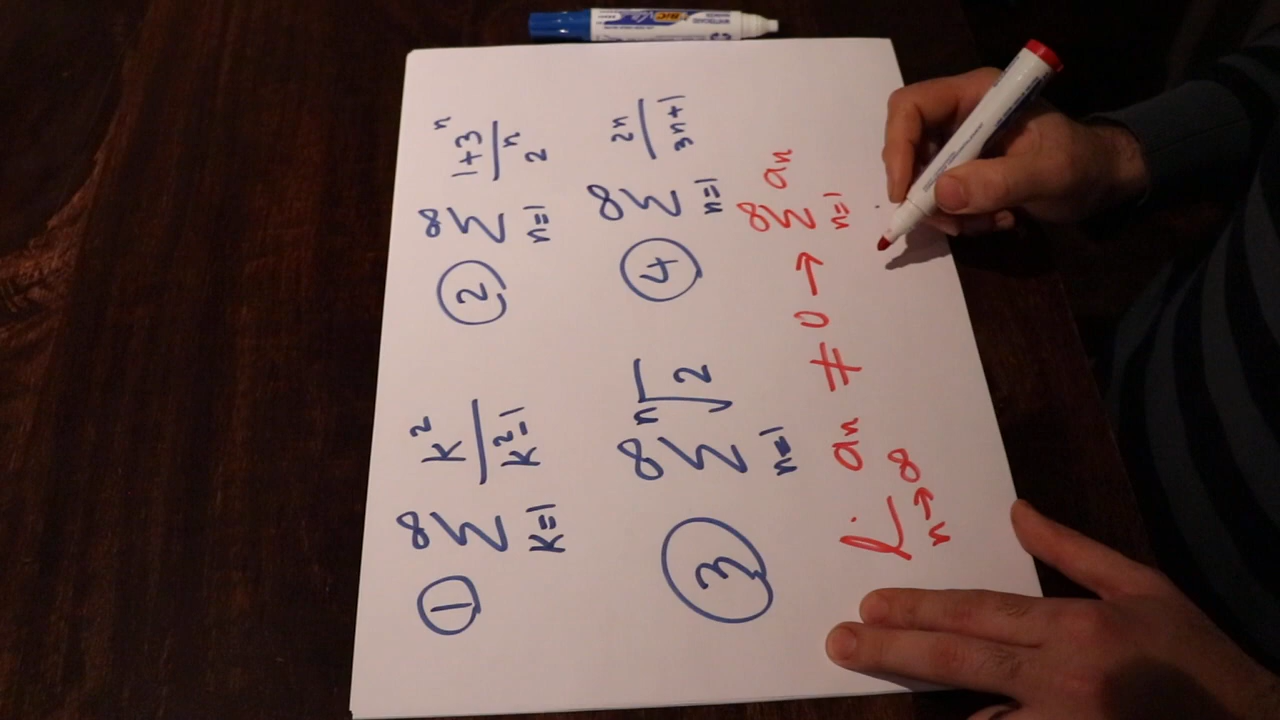 ① ∞ Σ k=1 k² / k²=1
② ∞ Σ n=1 1+3ⁿ / 2ⁿ
③ ∞ Σ n=1 ⁿ√2
④ ∞ Σ n=1 2n / 3n+1
lim n→∞ aₙ ≠ 0 → ∞ Σ n=1 aₙ
BIC